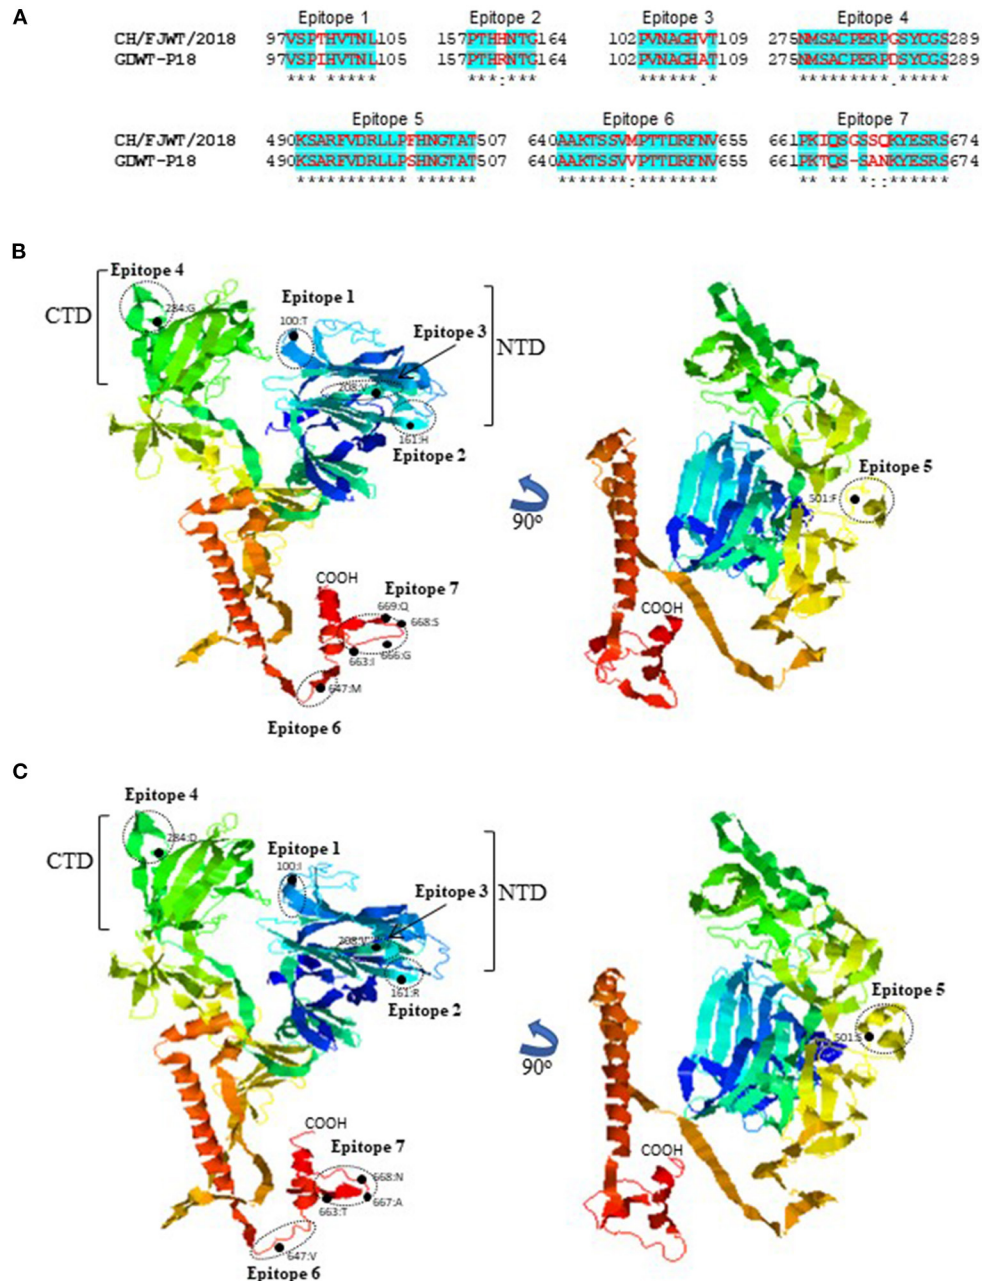 A
Epitope 1 Epitope 2 Epitope 3 Epitope 4
CH/FJWT/2018 97VSPTHVTNL105 157PTHHNTG164 102PVNAGHVT109 275NMSACPERPGSYCGS289
GDWT-P18 97VSPIHVTNL105 157PTHRNTG164 102PVNAGHAT109 275NMSACPERPDSYCGS289
*** ***** ***:*** ****** .* *********.*****
Epitope 5 Epitope 6 Epitope 7
CH/FJWT/2018 490KSARFVDRLLPFHNGTAT507 640AAKTSSVMPTTDRFNV655 661PKIQSGSSQKYESRS674
GDWT-P18 490KSARFVDRLLPSHNGTAT507 640AAKTSSVVPTTDRFNV655 661PKTQS-SANKYESRS674
*********** ****** *******:******** ** ** *::*******
B
Epitope 4
CTD
284:G
Epitope 1
100:T
Epitope 3
NTD
208:V
161:H
Epitope 2
90º
Epitope 5
501:F
COOH
Epitope 7
669:Q
668:S
666:G
663:I
647:M
Epitope 6
COOH
C
Epitope 4
CTD
284:D
Epitope 1
100:I
Epitope 3
NTD
161:R
Epitope 2
90º
Epitope 5
COOH
Epitope 7
668:N
667:A
663:T
647:V
Epitope 6
COOH